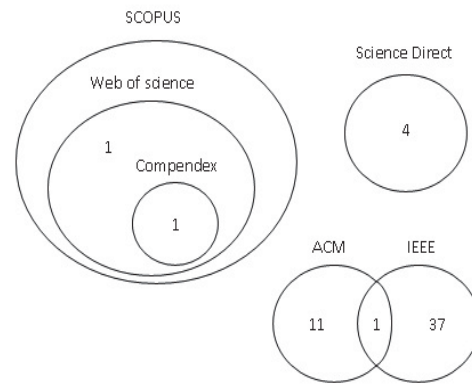 SCOPUS
Web of science
1
Compendex
1
Science Direct
4
ACM
IEEE
11
1
37